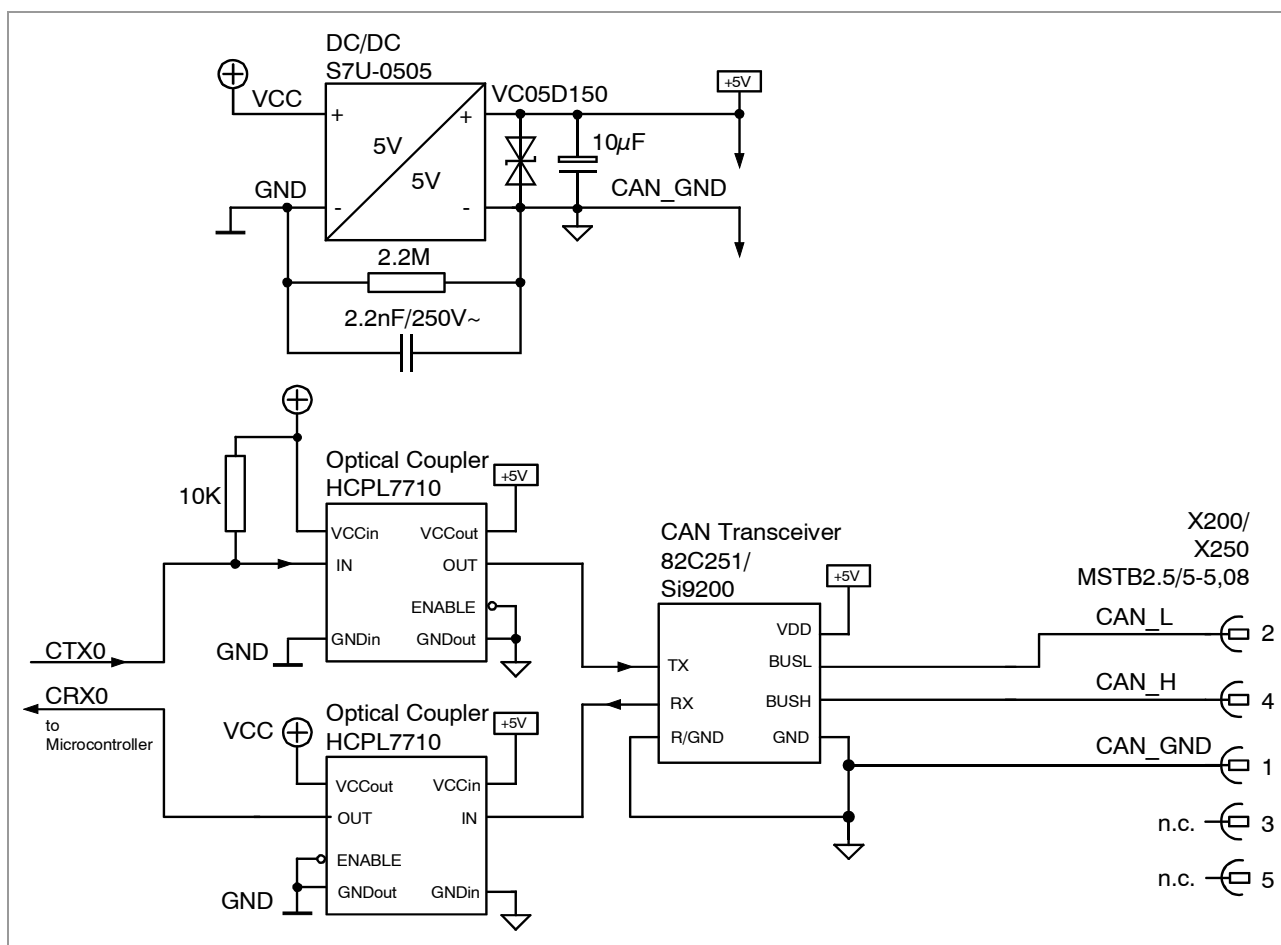 DC/DC
S7U-0505
VCC
VC05D150
+5V
+
+
5V
5V
10µF
GND
-
-
CAN_GND
2.2M
2.2nF/250V~
Optical Coupler
HCPL7710
+5V
10K
VCCin
VCCout
IN
OUT
ENABLE
GNDin
GNDout
GND
CTX0
CRX0
to
Microcontroller
CAN Transceiver
82C251/
Si9200
+5V
VDD
TX
BUSL
RX
BUSH
R/GND
GND
X200/
X250
MSTB2.5/5-5,08
CAN_L
2
CAN_H
4
CAN_GND
1
n.c.
3
n.c.
5
Optical Coupler
HCPL7710
+5V
VCC
VCCout
VCCin
OUT
IN
ENABLE
GNDout
GNDin
GND